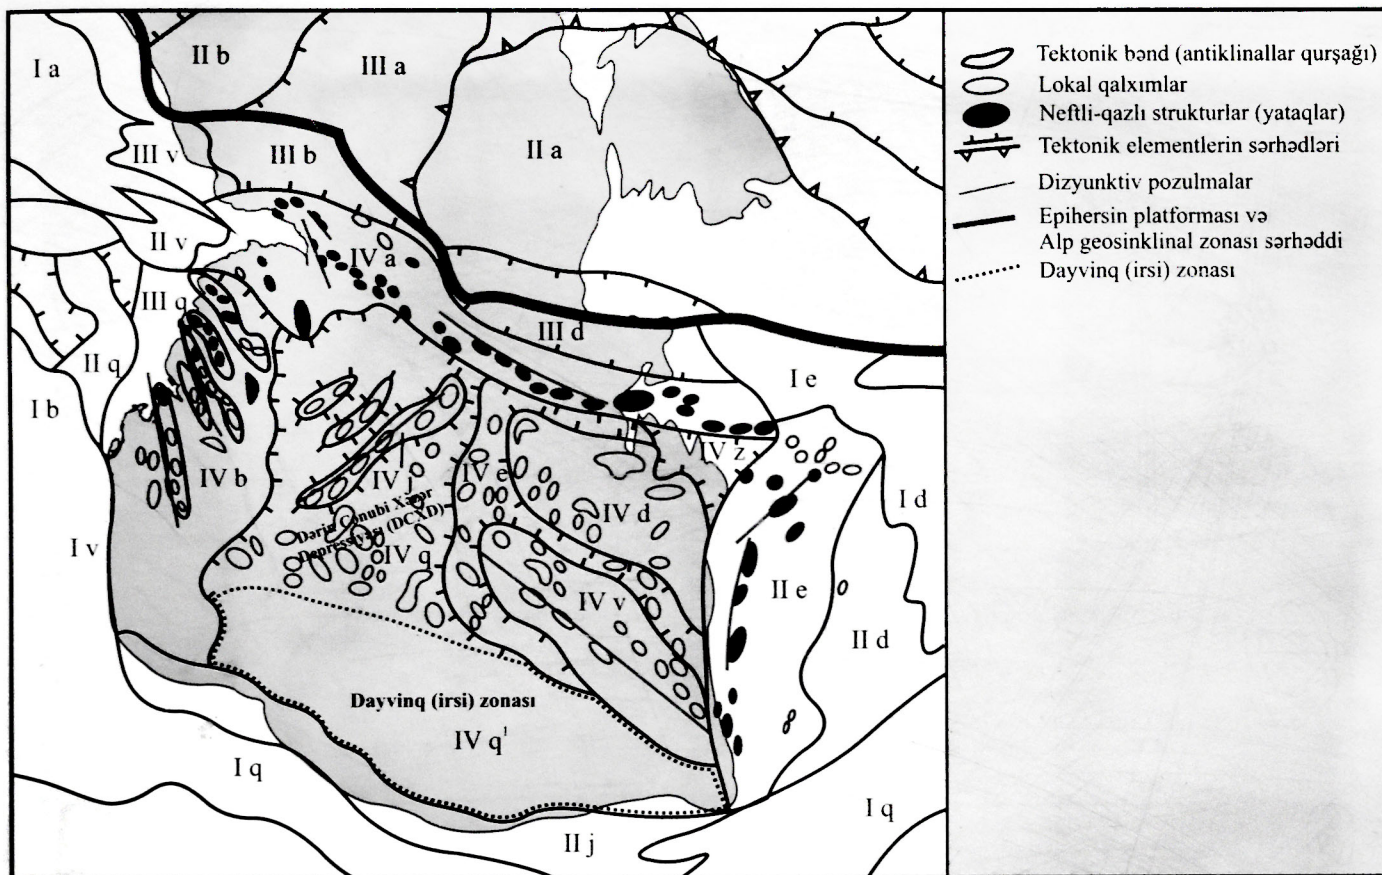 I a
II b
III a
III v
III b
II a
II v
IV a
III q
III d
II q
I e
I b
IV z
IV b
IV j
IV e
IV d
I d
Dərin Cənubi Xəzər
Depressiyası (DCXD)
I v
IV q
IV v
II e
II d
Dayvinq (irsi) zonası
IV q¹
I q
I q
II j
Tektonik bənd (antiklinallar qurşağı)
Lokal qalxımlar
Neftli-qazlı strukturlar (yataqlar)
Tektonik elementlerin sərhədləri
Dizyunktiv pozulmalar
Epihersin platforması və
Alp geosinklinal zonası sərhəddi
Dayvinq (irsi) zonası